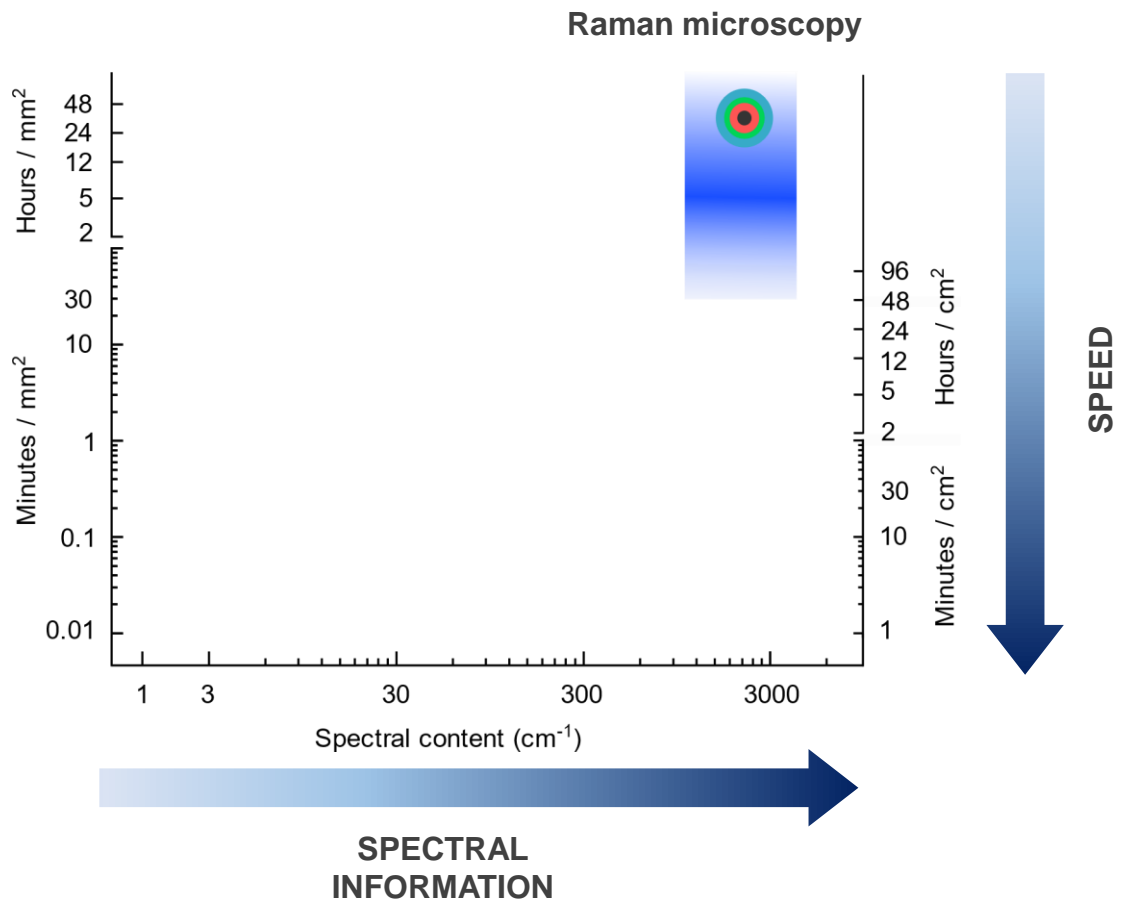 Raman microscopy
Hours / mm²
48
24
12
5
2
Minutes / mm²
30
10
1
0.1
0.01
96
48
24
12
5
2
Hours / cm²
30
10
1
Minutes / cm²
SPEED
1 3 30 300 3000
Spectral content (cm⁻¹)
SPECTRAL
INFORMATION